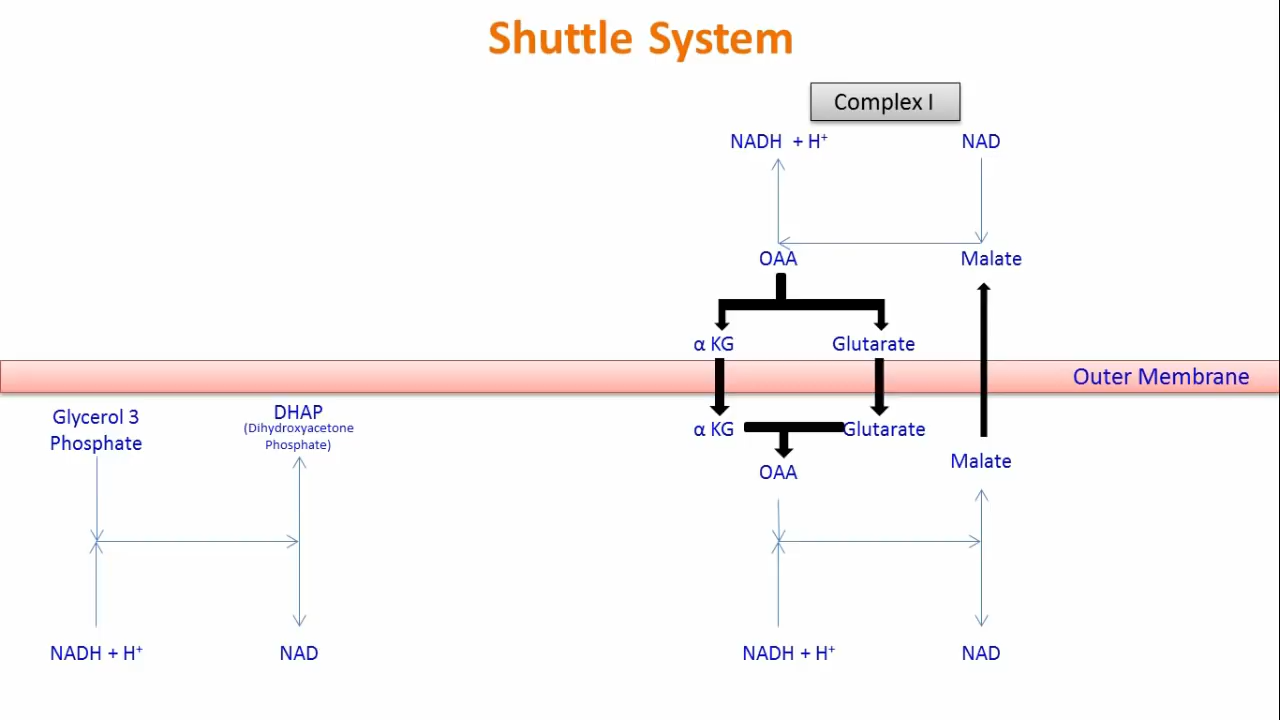 Shuttle System
Complex I
NADH + H⁺
NAD
OAA
Malate
α KG
Glutarate
Outer Membrane
Glycerol 3
Phosphate
DHAP
(Dihydroxyacetone
Phosphate)
α KG
Glutarate
OAA
Malate
NADH + H⁺
NAD
NADH + H⁺
NAD